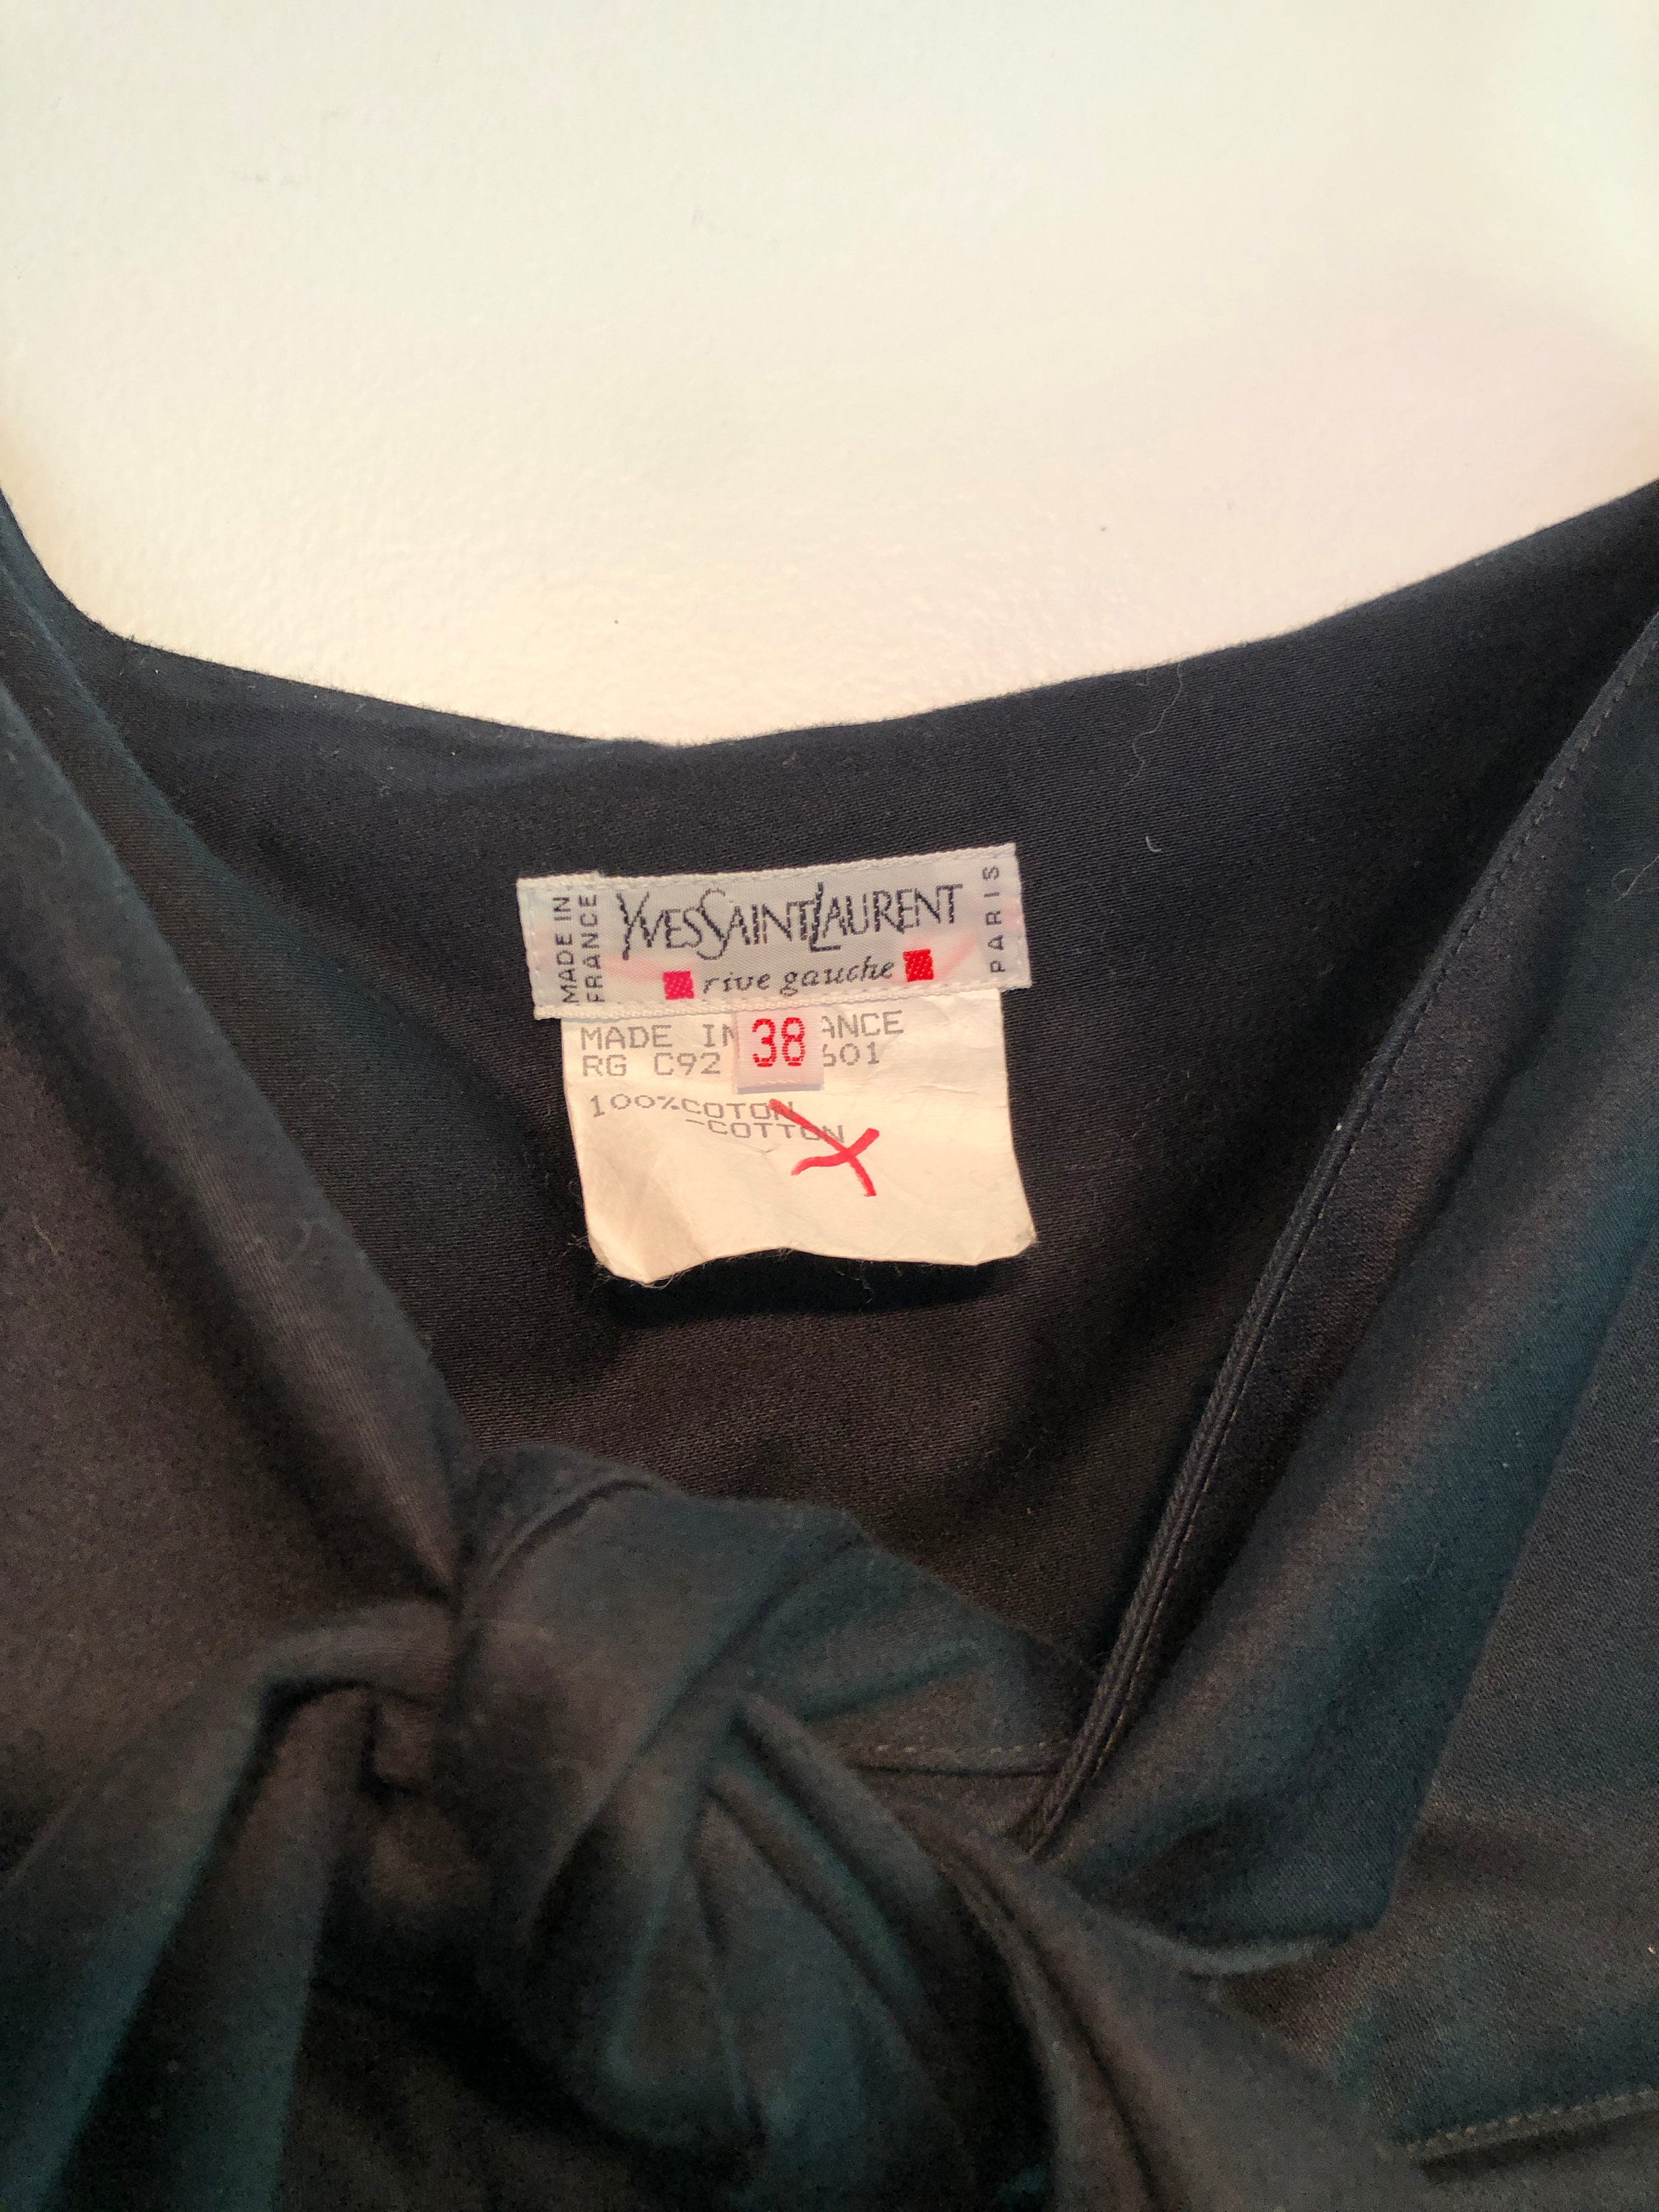 MADE IN
FRANCE
YVES SAINT LAURENT
rive gauche
PARIS
38
MADE IN ANCE
RG C92 601
100%COTON
-COTTON